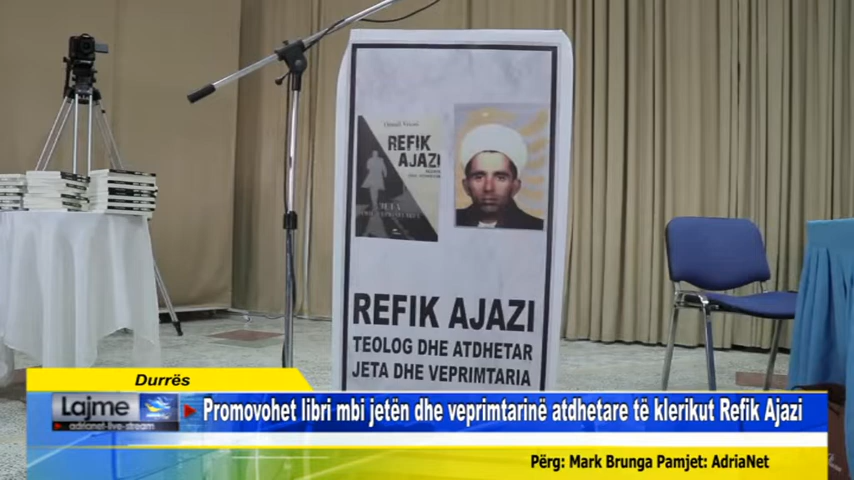 REFIK
AJAZI
JETA
REFIK AJAZI
TEOLOG DHE ATDHETAR
JETA DHE VEPRIMTARIA
Durrës
Lajme
adrianet-live-stream
Promovohet libri mbi jetën dhe veprimtarinë atdhetare të klerikut Refik Ajazi
Përg: Mark Brunga Pamjet: AdriaNet